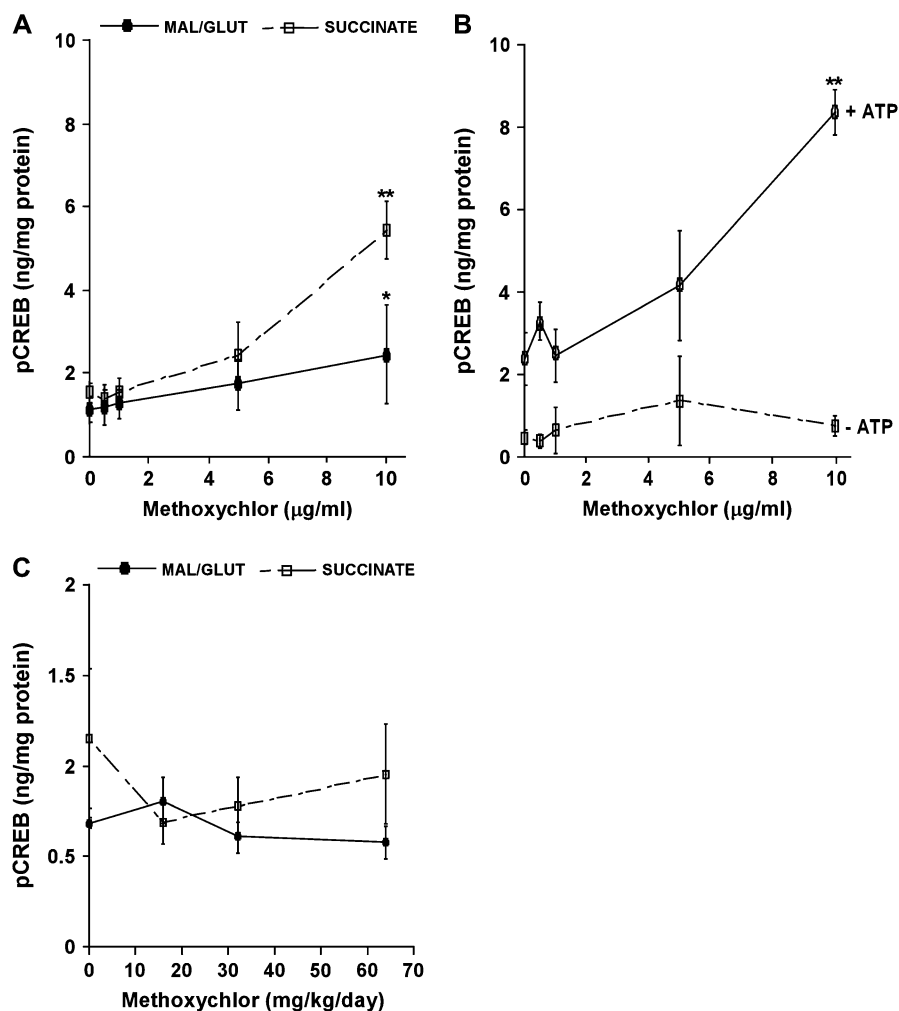 A
MAL/GLUT SUCCINATE
10
8
6
4
2
0
pCREB (ng/mg protein)
**
*
0 2 4 6 8 10
Methoxychlor (µg/ml)
B
10
8
6
4
2
0
pCREB (ng/mg protein)
**
+ ATP
- ATP
0 2 4 6 8 10
Methoxychlor (µg/ml)
C
MAL/GLUT SUCCINATE
2
1.5
2
0.5
0
pCREB (ng/mg protein)
0 10 20 30 40 50 60 70
Methoxychlor (mg/kg/day)